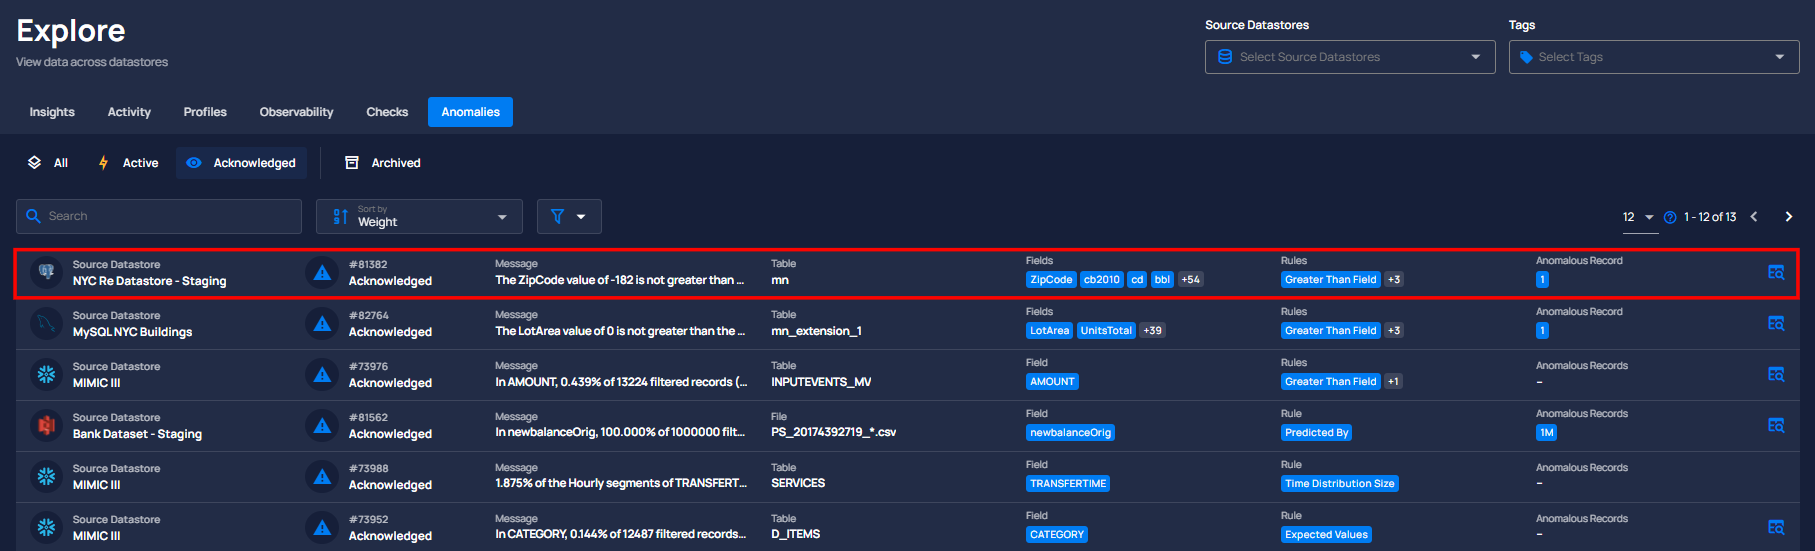 Explore
View data across datastores
Source Datastores
Select Source Datastores
Tags
Select Tags
Insights Activity Profiles Observability Checks Anomalies
All Active Acknowledged Archived
Search
Sort by
Weight
12 1 - 12 of 13
Source Datastore #81382 Message Table Fields Rules Anomalous Record
NYC Re Datastore - Staging Acknowledged The ZipCode value of -182 is not greater than ... mn ZipCode cb2010 cd bbl +54 Greater Than Field +3 1
Source Datastore #82764 Message Table Fields Rules Anomalous Record
MySQL NYC Buildings Acknowledged The LotArea value of 0 is not greater than the ... mn_extension_1 LotArea UnitsTotal +39 Greater Than Field +3 1
Source Datastore #73976 Message Table Field Rules Anomalous Records
MIMIC III Acknowledged In AMOUNT, 0.439% of 13224 filtered records (... INPUTEVENTS_MV AMOUNT Greater Than Field +1 –
Source Datastore #81562 Message File Field Rule Anomalous Records
Bank Dataset - Staging Acknowledged In newbalanceOrig, 100.000% of 1000000 filt... PS_20174392719_*.csv newbalanceOrig Predicted By 1M
Source Datastore #73988 Message Table Field Rule Anomalous Records
MIMIC III Acknowledged 1.875% of the Hourly segments of TRANSFERT... SERVICES TRANSFERTIME Time Distribution Size –
Source Datastore #73952 Message Table Field Rule Anomalous Records
MIMIC III Acknowledged In CATEGORY, 0.144% of 12487 filtered records... D_ITEMS CATEGORY Expected Values –